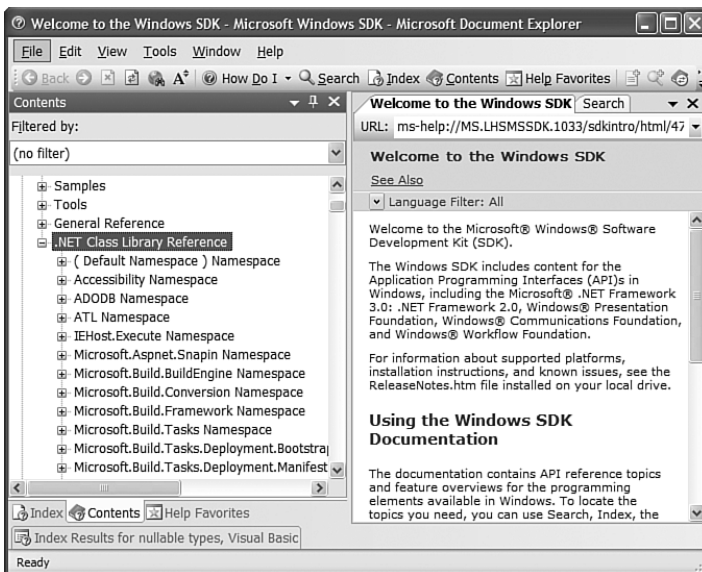 Welcome to the Windows SDK - Microsoft Windows SDK - Microsoft Document Explorer
File Edit View Tools Window Help
Back How Do I Search Index Contents Help Favorites
Contents
Filtered by:
(no filter)
Samples
Tools
General Reference
.NET Class Library Reference
( Default Namespace ) Namespace
Accessibility Namespace
ADODB Namespace
ATL Namespace
IEHost.Execute Namespace
Microsoft.Aspnet.Snapin Namespace
Microsoft.Build.BuildEngine Namespace
Microsoft.Build.Conversion Namespace
Microsoft.Build.Framework Namespace
Microsoft.Build.Tasks Namespace
Microsoft.Build.Tasks.Deployment.Bootstrap
Microsoft.Build.Tasks.Deployment.Manifest
Index Contents Help Favorites
Index Results for nullable types, Visual Basic
Ready
Welcome to the Windows SDK Search
URL: ms-help://MS.LHSMSSDK.1033/sdkintro/html/47
Welcome to the Windows SDK
See Also
Language Filter: All
Welcome to the Microsoft® Windows® Software
Development Kit (SDK).
The Windows SDK includes content for the
Application Programming Interfaces (API)s in
Windows, including the Microsoft® .NET Framework
3.0: .NET Framework 2.0, Windows® Presentation
Foundation, Windows® Communications Foundation,
and Windows® Workflow Foundation.
For information about supported platforms,
installation instructions, and known issues, see the
ReleaseNotes.htm file installed on your local drive.
Using the Windows SDK
Documentation
The documentation contains API reference topics
and feature overviews for the programming
elements available in Windows. To locate the
topics you need, you can use Search, Index, the